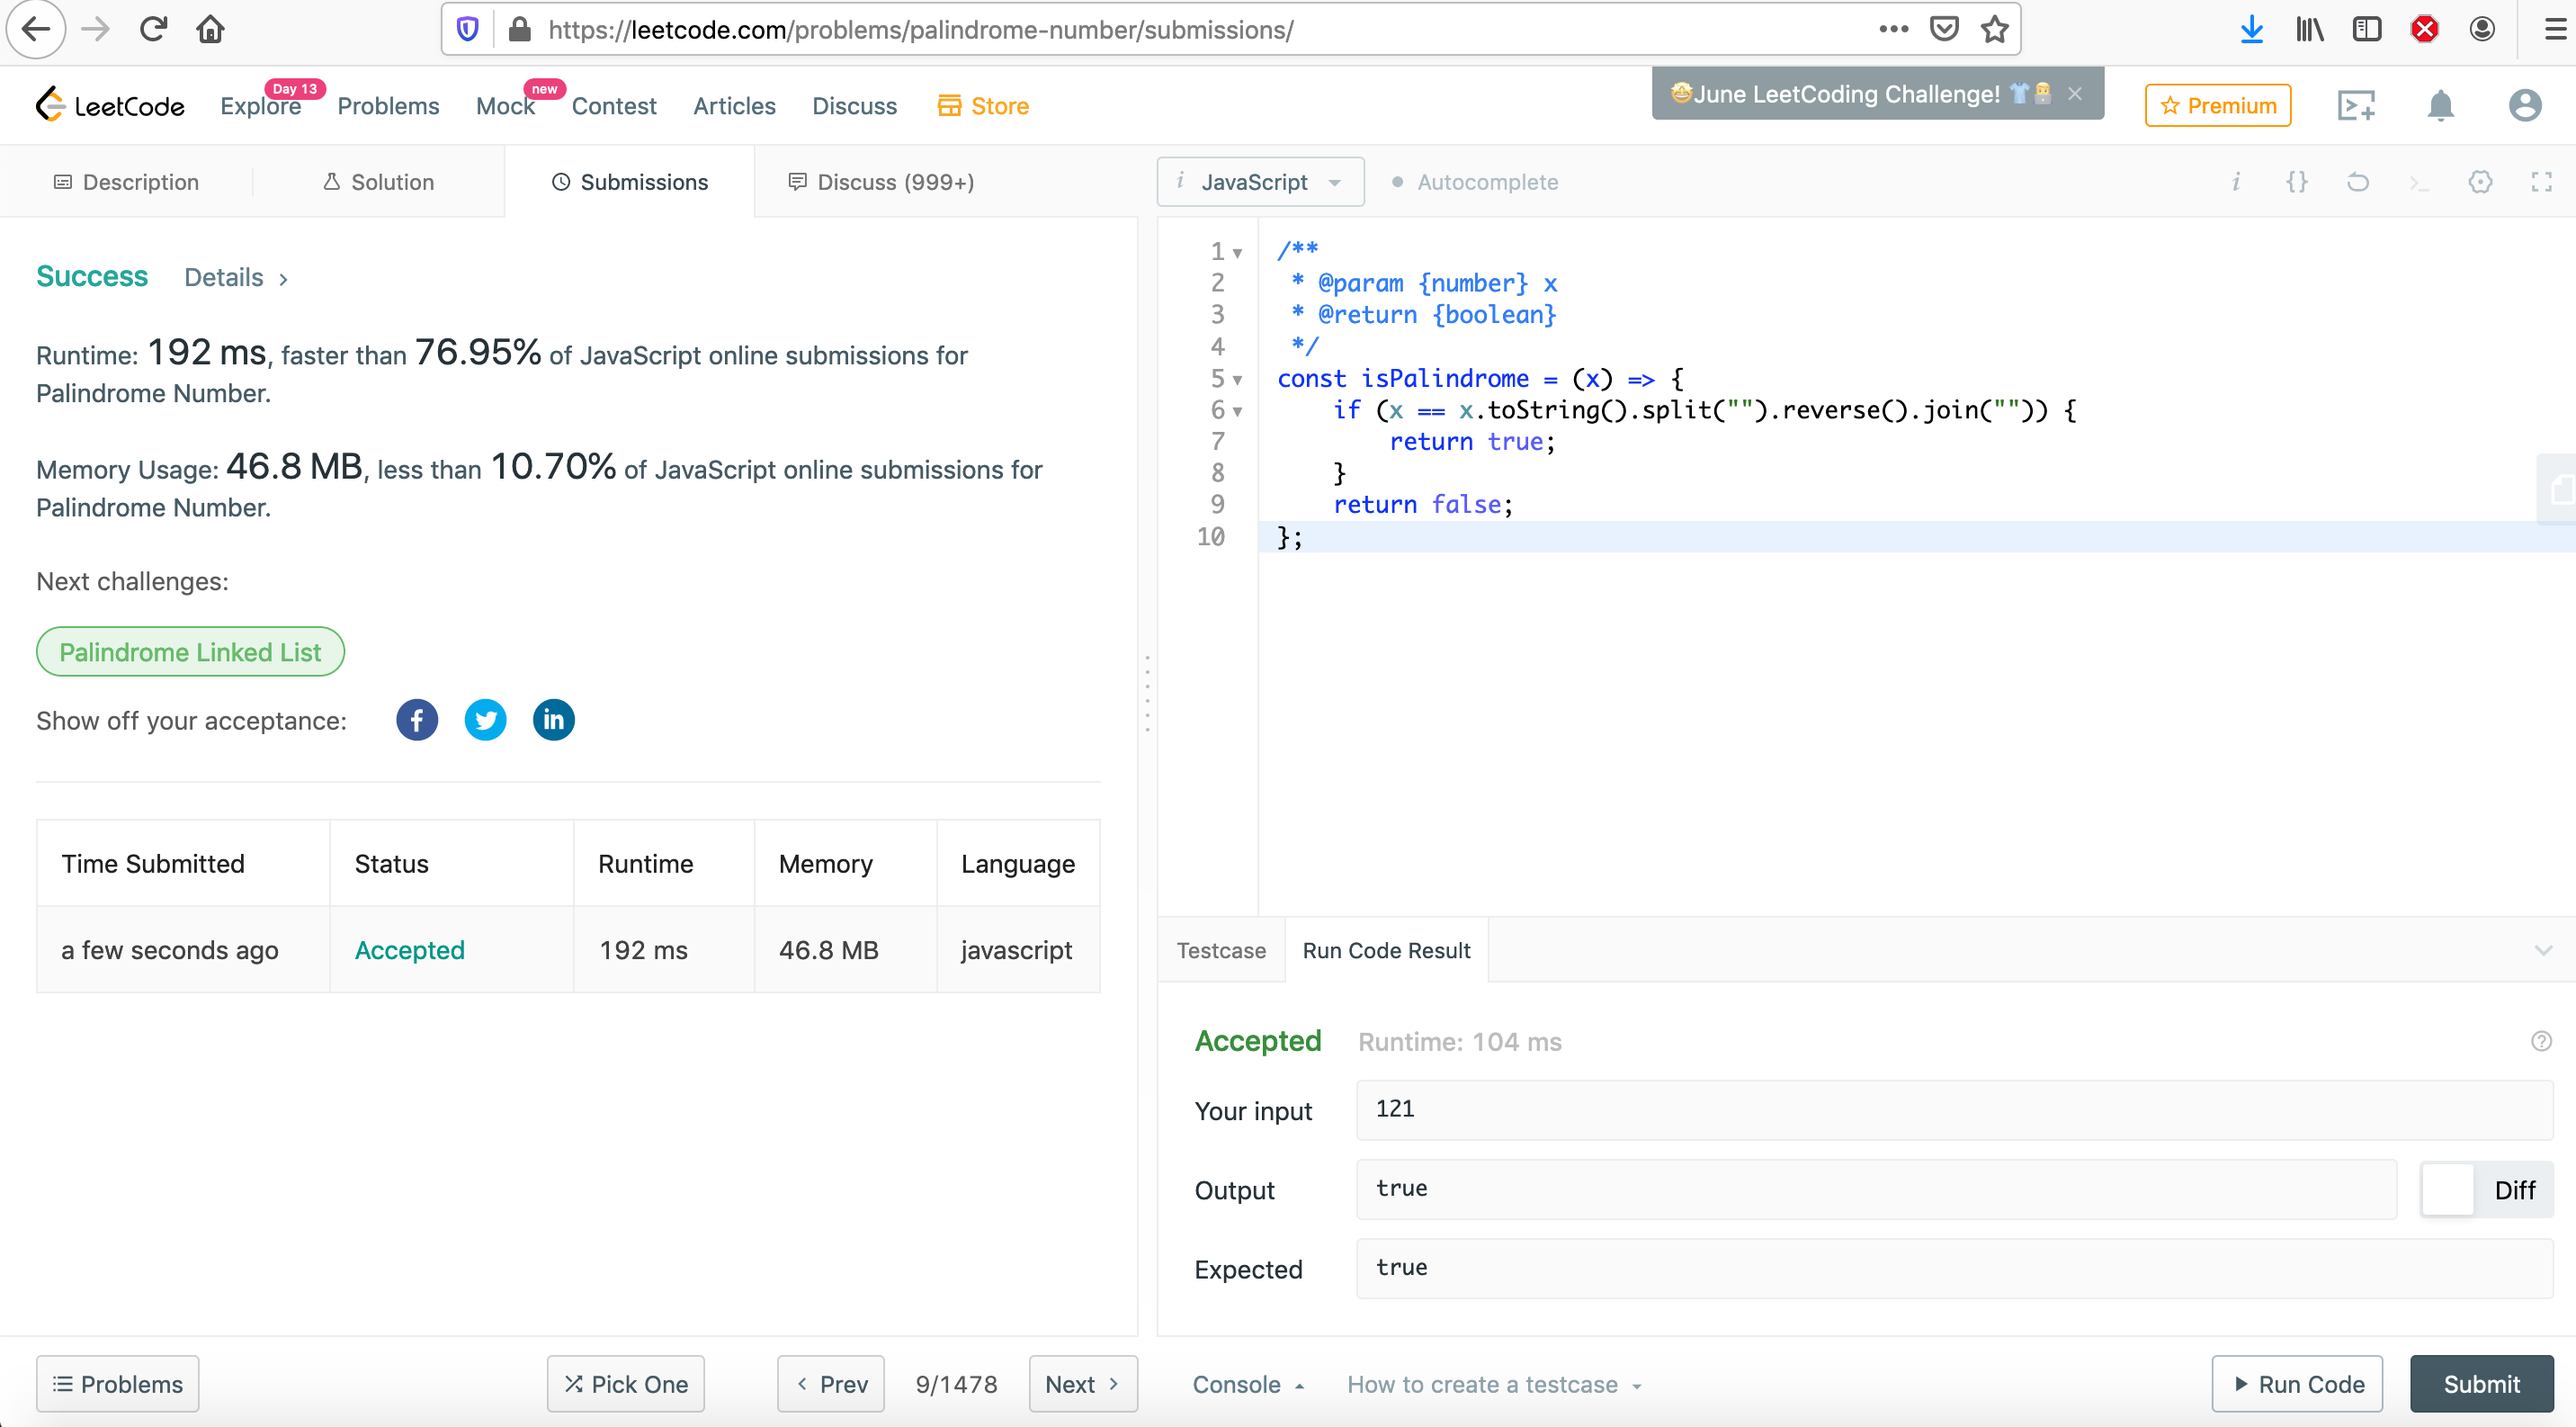 https://leetcode.com/problems/palindrome-number/submissions/
LeetCode
Explore
Day 13
Problems
Mock
new
Contest
Articles
Discuss
Store
June LeetCoding Challenge!
Premium
Description
Solution
Submissions
Discuss (999+)
i JavaScript
Autocomplete
i
{}
Success Details >
Runtime: 192 ms, faster than 76.95% of JavaScript online submissions for
Palindrome Number.
Memory Usage: 46.8 MB, less than 10.70% of JavaScript online submissions for
Palindrome Number.
Next challenges:
Palindrome Linked List
Show off your acceptance:
Time Submitted Status Runtime Memory Language
a few seconds ago Accepted 192 ms 46.8 MB javascript
1 /**
2 * @param {number} x
3 * @return {boolean}
4 */
5 const isPalindrome = (x) => {
6 if (x == x.toString().split("").reverse().join("")) {
7 return true;
8 }
9 return false;
10 };
Testcase
Run Code Result
Accepted Runtime: 104 ms
Your input 121
Output true
Diff
Expected true
Problems
Pick One
Prev
9/1478
Next
Console
How to create a testcase
Run Code
Submit